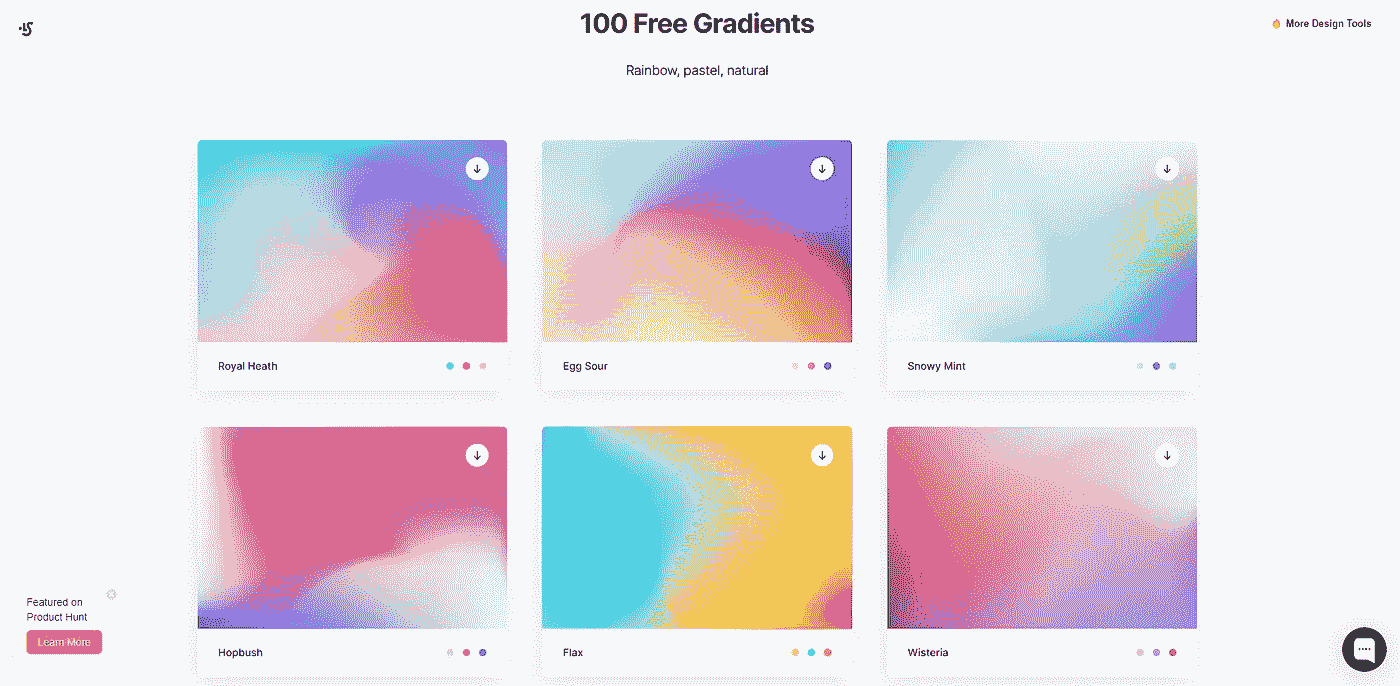 100 Free Gradients
More Design Tools
Rainbow, pastel, natural
Royal Heath
Egg Sour
Snowy Mint
Hopbush
Flax
Wisteria
Featured on
Product Hunt
Learn More